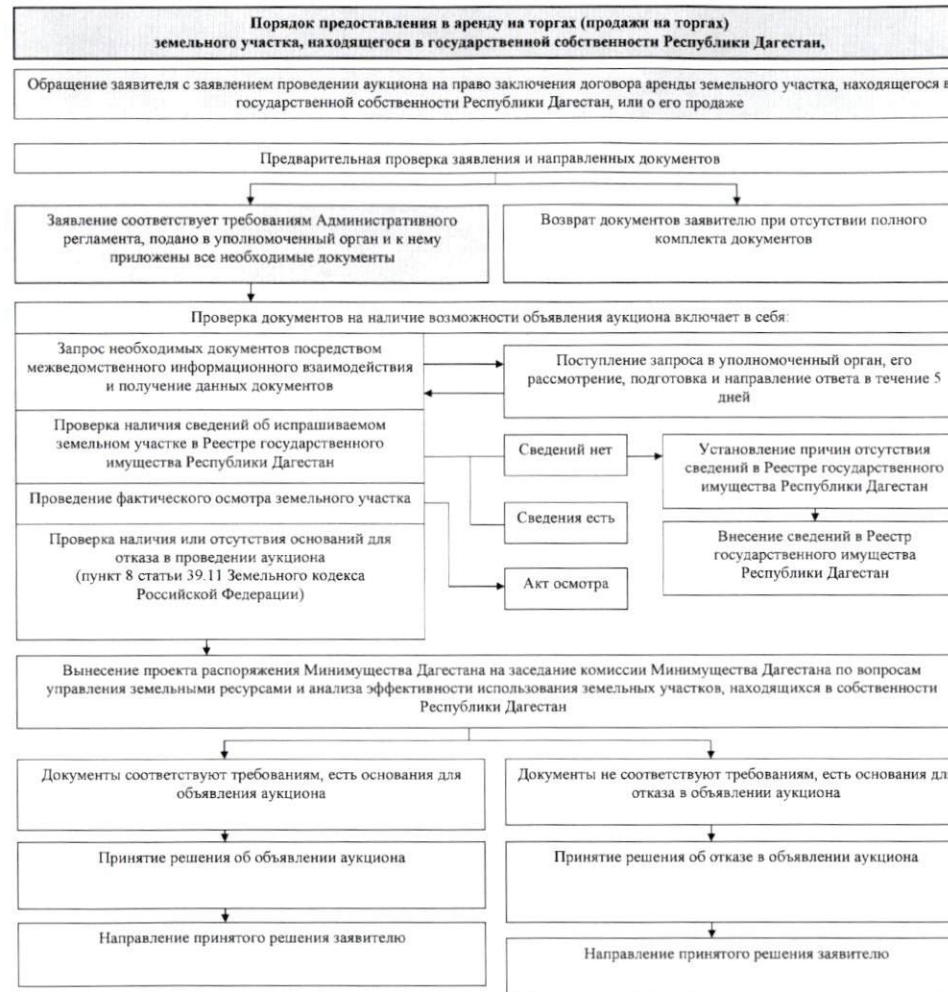 Порядок предоставления в аренду на торгах (продажи на торгах)
земельного участка, находящегося в государственной собственности Республики Дагестан,
Обращение заявителя с заявлением проведении аукциона на право заключения договора аренды земельного участка, находящегося в
государственной собственности Республики Дагестан, или о его продаже
Предварительная проверка заявления и направленных документов
Заявление соответствует требованиям Административного
регламента, подано в уполномоченный орган и к нему
приложены все необходимые документы
Возврат документов заявителю при отсутствии полного
комплекта документов
Проверка документов на наличие возможности объявления аукциона включает в себя:
Запрос необходимых документов посредством
межведомственного информационного взаимодействия
и получение данных документов
Поступление запроса в уполномоченный орган, его
рассмотрение, подготовка и направление ответа в течение 5
дней
Проверка наличия сведений об испрашиваемом
земельном участке в Реестре государственного
имущества Республики Дагестан
Сведений нет
Установление причин отсутствия
сведений в Реестре государственного
имущества Республики Дагестан
Проведение фактического осмотра земельного участка
Сведения есть
Внесение сведений в Реестр
государственного имущества
Республики Дагестан
Проверка наличия или отсутствия оснований для
отказа в проведении аукциона
(пункт 8 статьи 39.11 Земельного кодекса
Российской Федерации)
Акт осмотра
Вынесение проекта распоряжения Минимущества Дагестана на заседание комиссии Минимущества Дагестана по вопросам
управления земельными ресурсами и анализа эффективности использования земельных участков, находящихся в собственности
Республики Дагестан
Документы соответствуют требованиям, есть основания для
объявления аукциона
Документы не соответствуют требованиям, есть основания дл
отказа в объявлении аукциона
Принятие решения об объявлении аукциона
Принятие решения об отказе в объявлении аукциона
Направление принятого решения заявителю
Направление принятого решения заявителю